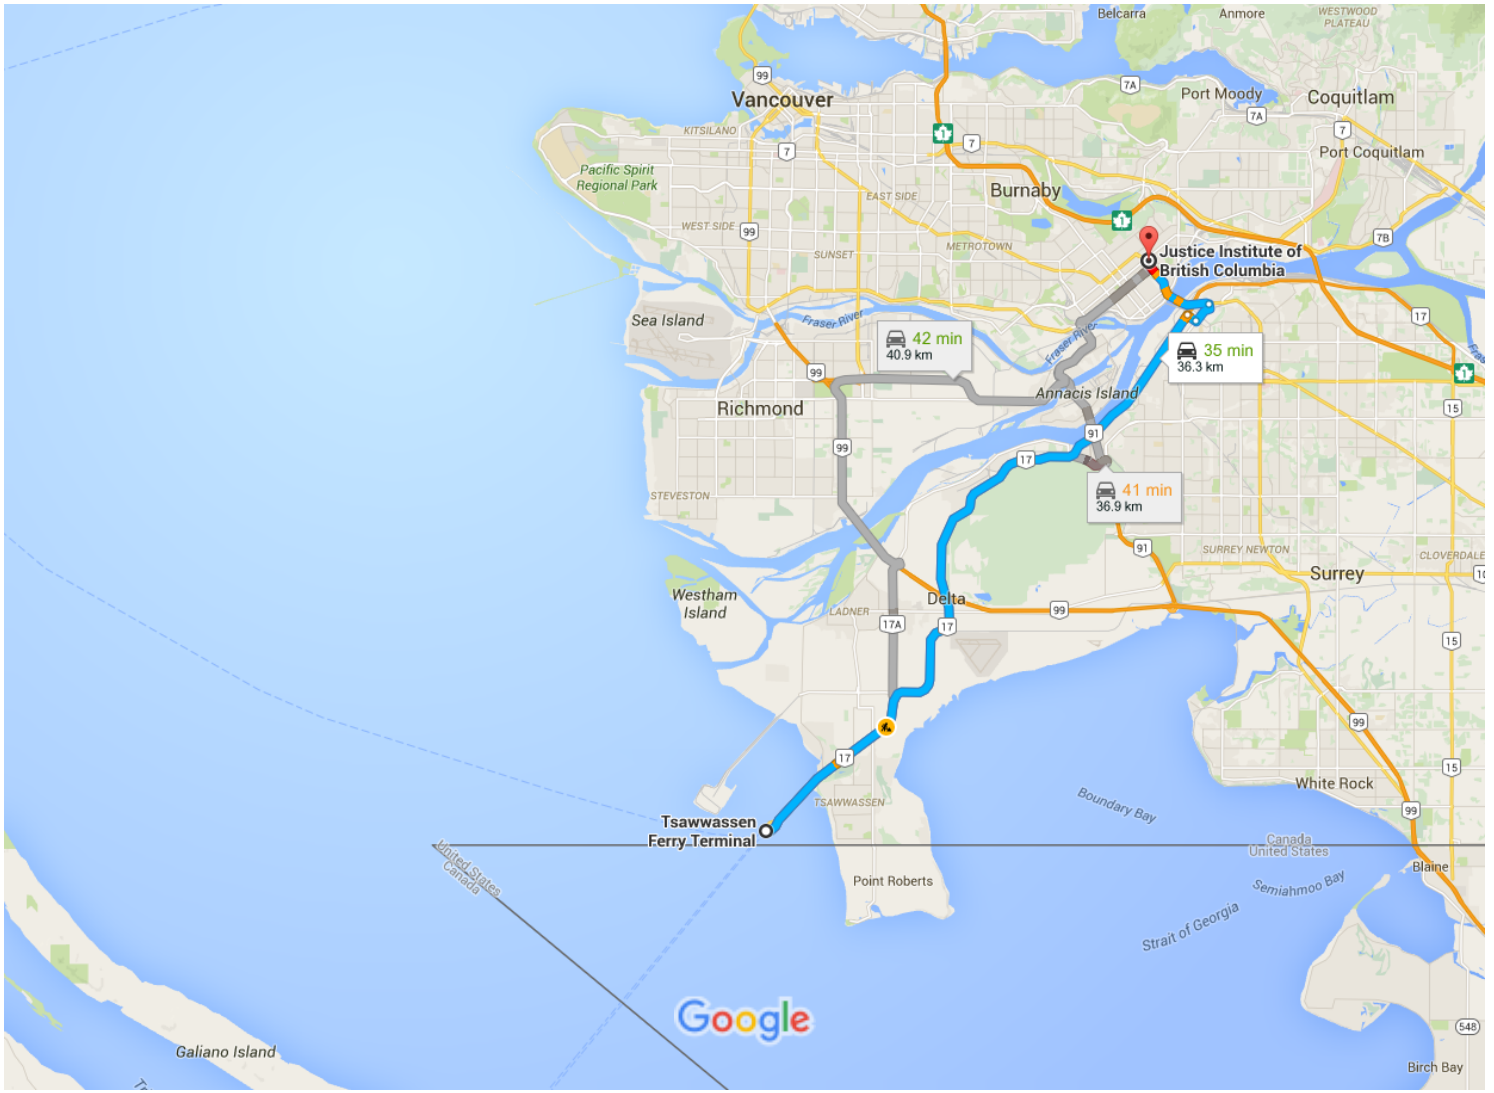 Belcarra
Anmore
WESTWOOD
PLATEAU
99
Vancouver
7A
Port Moody
Coquitlam
7A
KITSILANO
1
7
7
7
Port Coquitlam
Pacific Spirit
Regional Park
EAST SIDE
Burnaby
WEST SIDE
99
1
7B
METROTOWN
SUNSET
Justice Institute of
British Columbia
Sea Island
Fraser River
17
42 min
40.9 km
Fraser River
35 min
36.3 km
99
1
Annacis Island
Richmond
15
91
99
17
STEVESTON
41 min
36.9 km
91
SURREY NEWTON
CLOVERDALE
Surrey
10
Westham
Island
Delta
LADNER
99
17A
17
15
99
17
15
White Rock
TSAWWASSEN
Boundary Bay
99
Tsawwassen
Ferry Terminal
Canada
United States
United States
Canada
Blaine
Point Roberts
Semiahmoo Bay
Strait of Georgia
Google
548
Galiano Island
Birch Bay